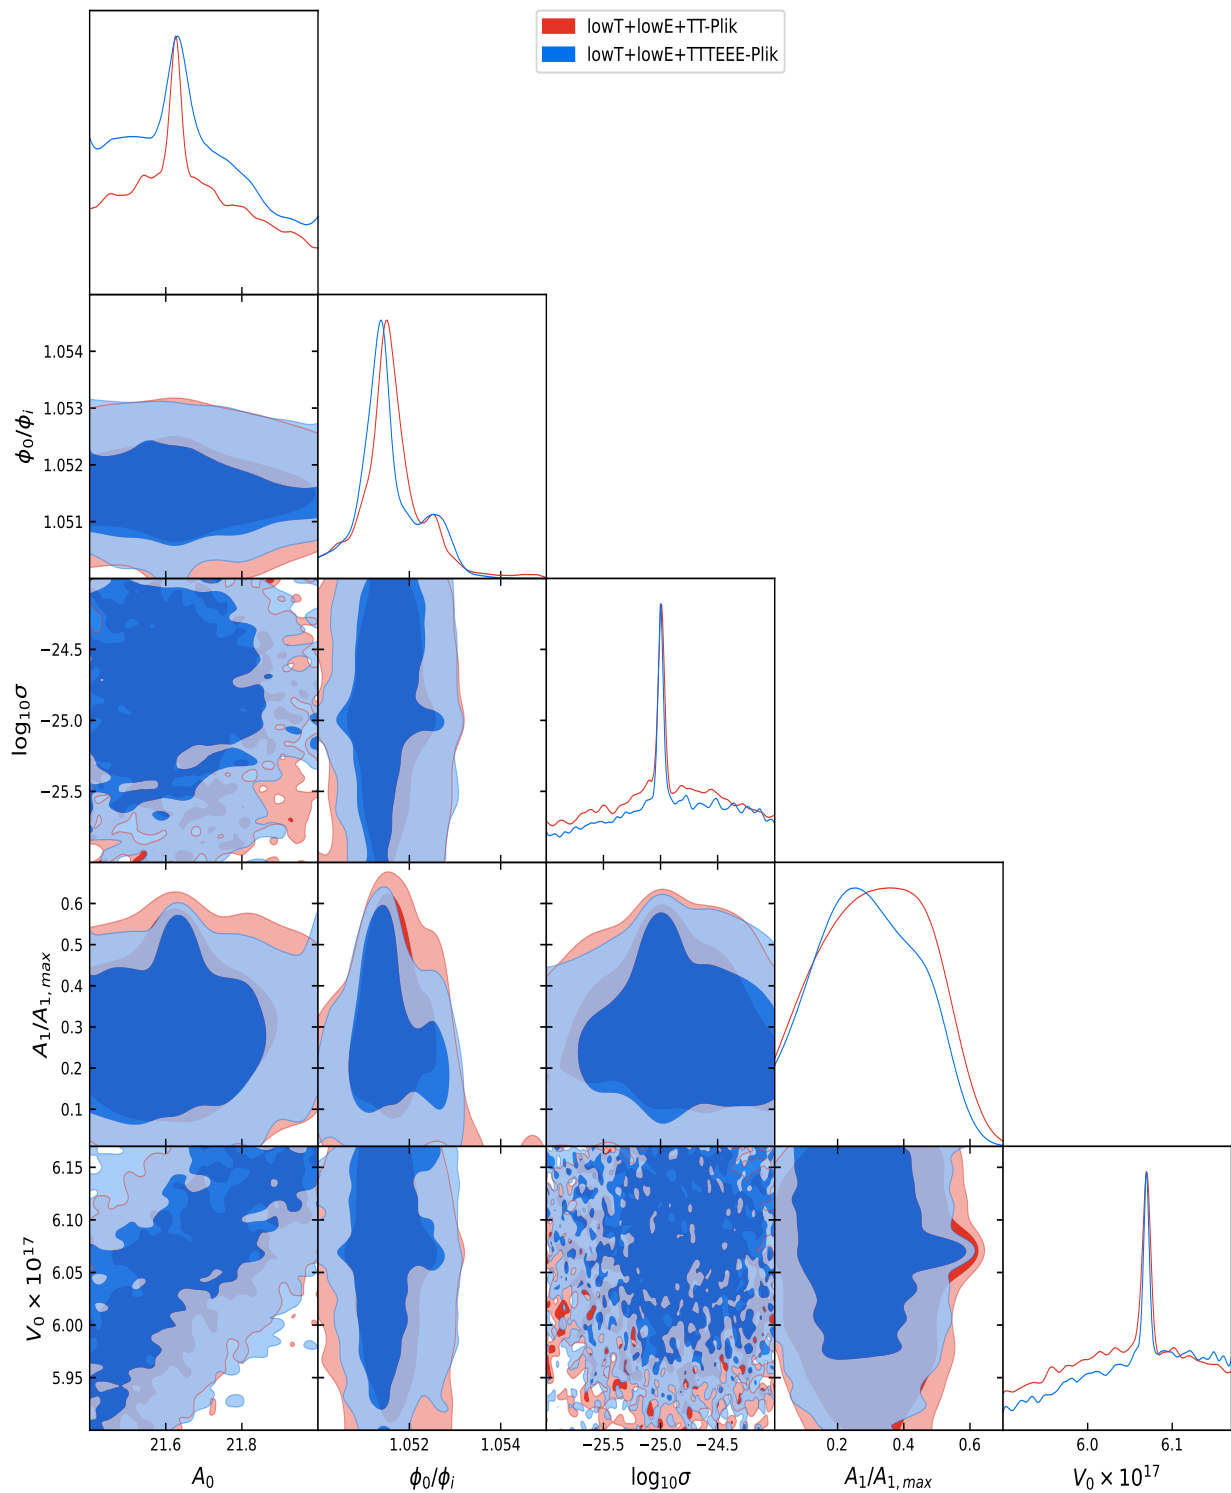 lowT+lowE+TT-Plik
lowT+lowE+TTTEEE-Plik
1.054
1.053
1.052
1.051
ϕ₀/ϕᵢ
−24.5
−25.0
−25.5
log₁₀σ
0.6
0.5
0.4
0.3
0.2
0.1
A₁/A₁,ₘₐₓ
6.15
6.10
6.05
6.00
5.95
V₀ × 10¹⁷
21.6 21.8 1.052 1.054 −25.5 −25.0 −24.5 0.2 0.4 0.6 6.0 6.1
A₀ ϕ₀/ϕᵢ log₁₀σ A₁/A₁,ₘₐₓ V₀ × 10¹⁷